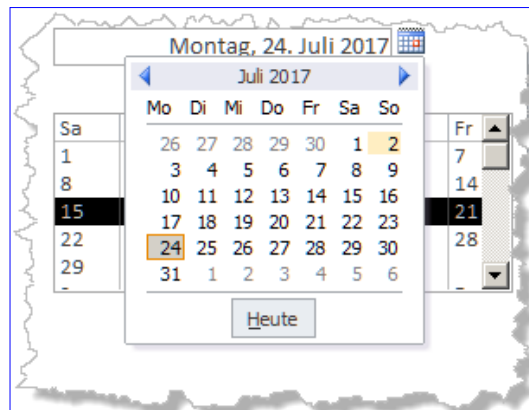 Montag, 24. Juli 2017
Juli 2017
Mo Di Mi Do Fr Sa So
26 27 28 29 30 1 2
3 4 5 6 7 8 9
10 11 12 13 14 15 16
17 18 19 20 21 22 23
24 25 26 27 28 29 30
31 1 2 3 4 5 6
Heute
Sa Fr
1 7
8 14
15 21
22 28
29